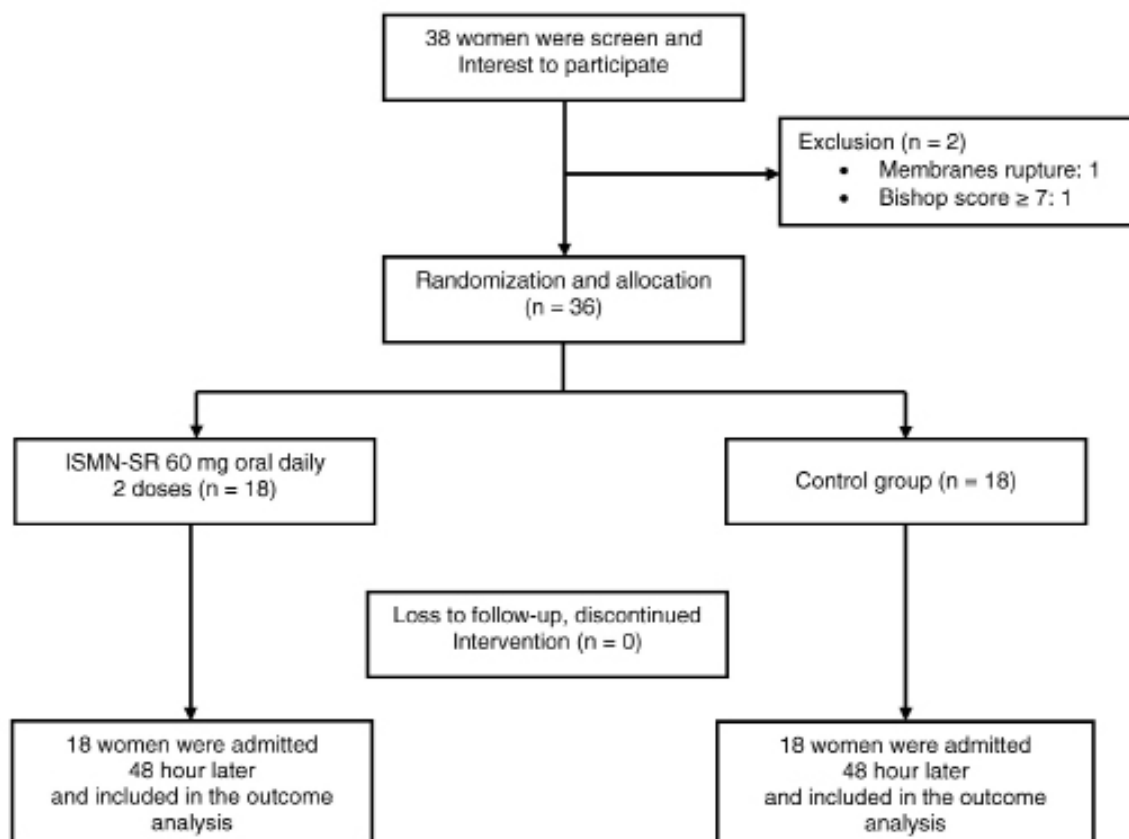 38 women were screen and
Interest to participate
Exclusion (n = 2)
• Membranes rupture: 1
• Bishop score ≥ 7: 1
Randomization and allocation
(n = 36)
ISMN-SR 60 mg oral daily
2 doses (n = 18)
Control group (n = 18)
Loss to follow-up, discontinued
Intervention (n = 0)
18 women were admitted
48 hour later
and included in the outcome
analysis
18 women were admitted
48 hour later
and included in the outcome
analysis